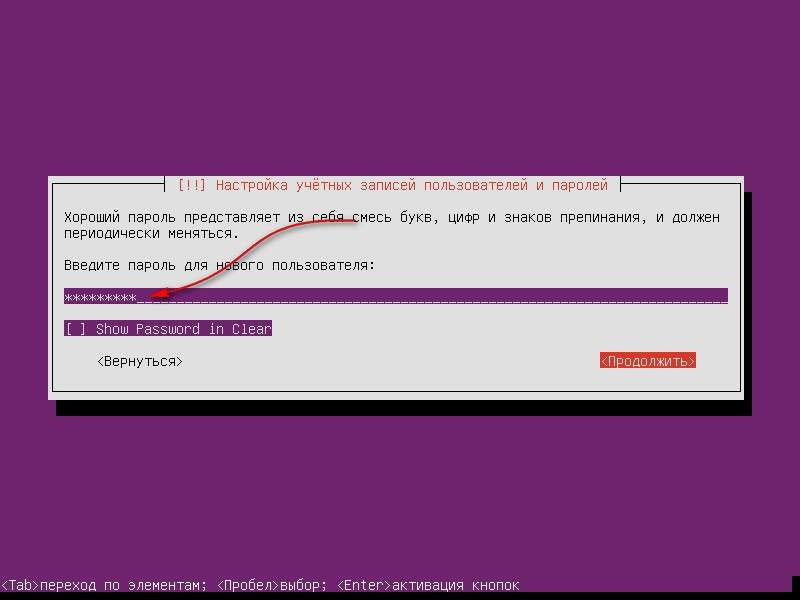 [!!] Настройка учётных записей пользователей и паролей
Хороший пароль представляет из себя смесь букв, цифр и знаков препинания, и должен
периодически меняться.
Введите пароль для нового пользователя:
*********
[ ] Show Password in Clear
<Вернуться> <Продолжить>
<Tab>переход по элементам; <Пробел>выбор; <Enter>активация кнопок